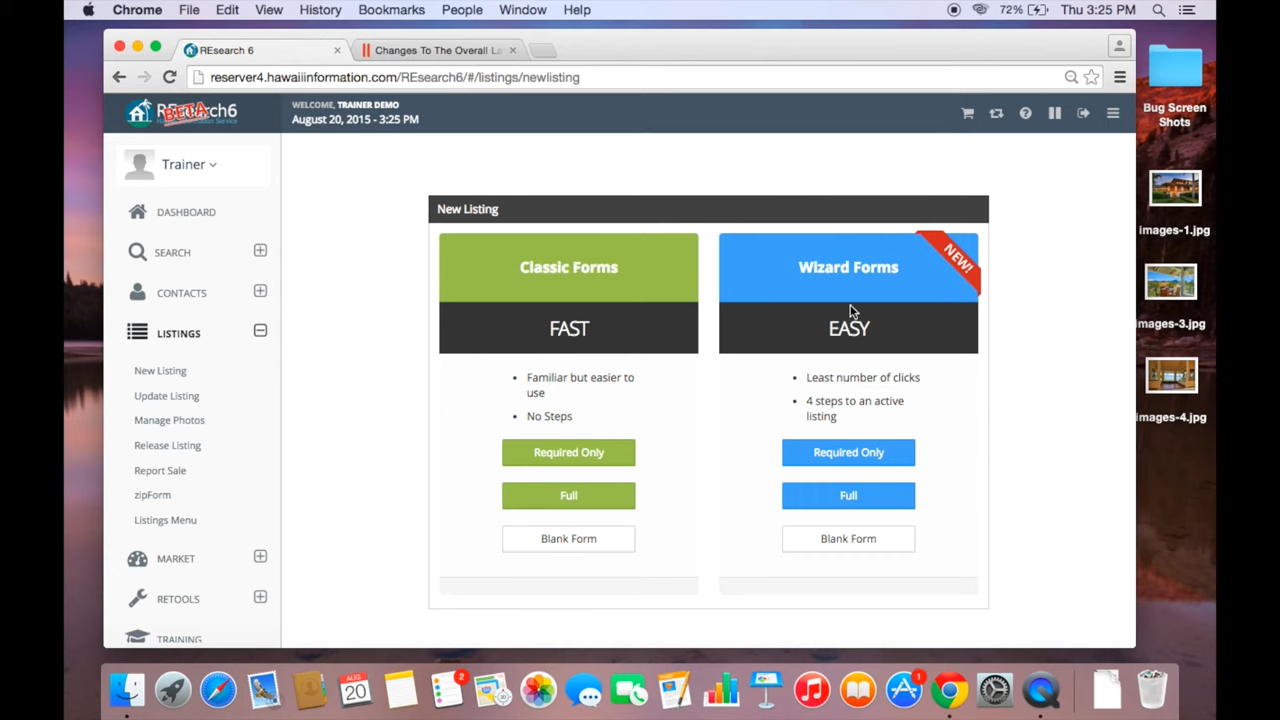 Chrome File Edit View History Bookmarks People Window Help 72% Thu 3:25 PM
REsearch 6 Changes To The Overall La
reserver4.hawaiiinformation.com/REsearch6/#/listings/newlisting
REsearch6
BETA
WELCOME, TRAINER DEMO
August 20, 2015 - 3:25 PM
Trainer
DASHBOARD
SEARCH
CONTACTS
LISTINGS
New Listing
Update Listing
Manage Photos
Release Listing
Report Sale
zipForm
Listings Menu
MARKET
RETOOLS
TRAINING
New Listing
Classic Forms
FAST
• Familiar but easier to
use
• No Steps
Required Only
Full
Blank Form
Wizard Forms
NEW!
EASY
• Least number of clicks
• 4 steps to an active
listing
Required Only
Full
Blank Form
Bug Screen
Shots
images-1.jpg
images-3.jpg
images-4.jpg
AUG
20
2
1